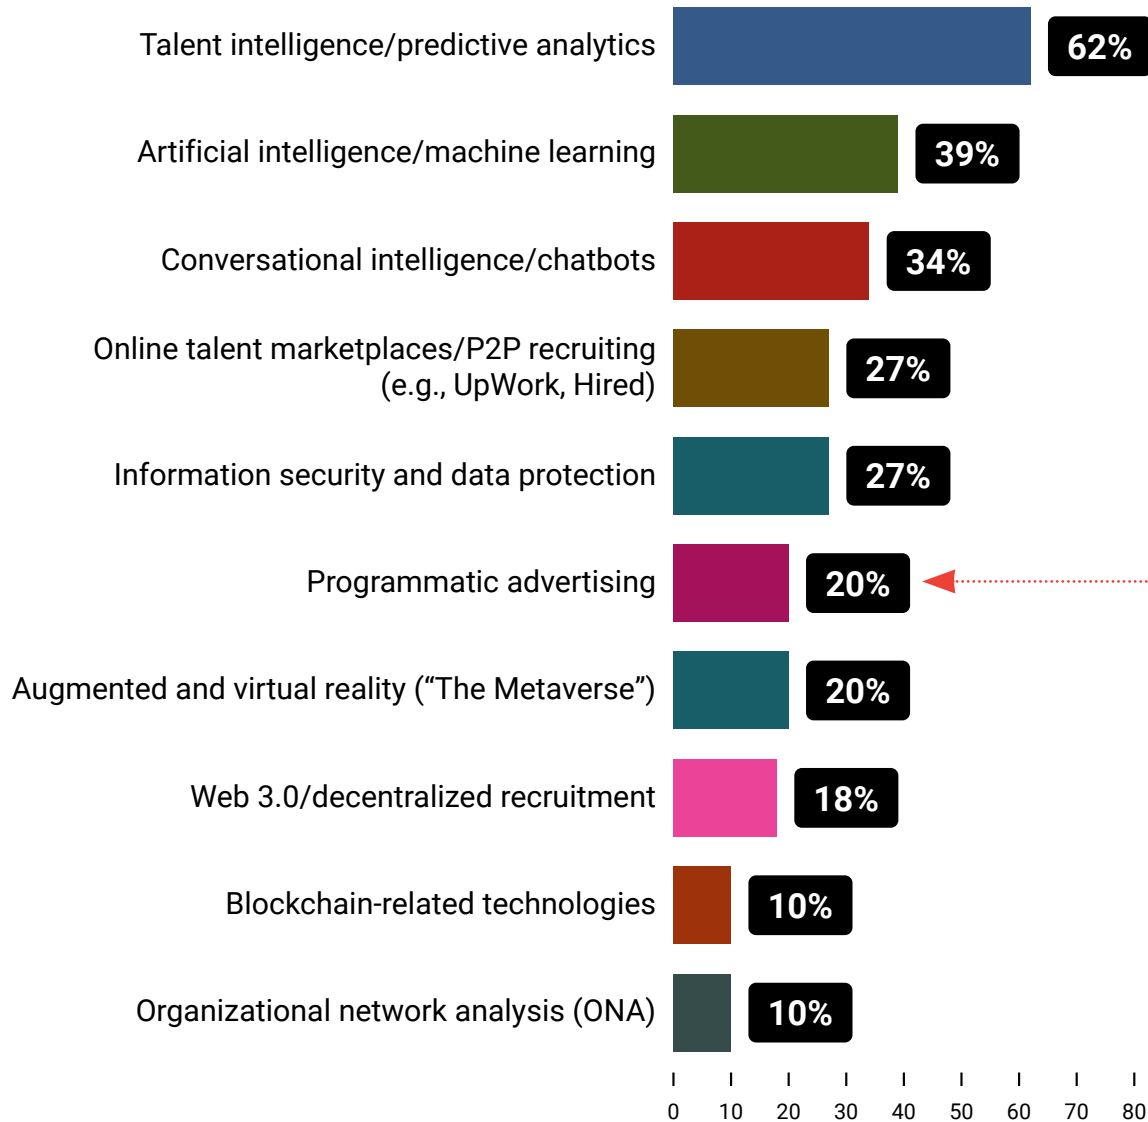 Talent intelligence/predictive analytics 62%
Artificial intelligence/machine learning 39%
Conversational intelligence/chatbots 34%
Online talent marketplaces/P2P recruiting
(e.g., UpWork, Hired) 27%
Information security and data protection 27%
Programmatic advertising 20%
Augmented and virtual reality (“The Metaverse”) 20%
Web 3.0/decentralized recruitment 18%
Blockchain-related technologies 10%
Organizational network analysis (ONA) 10%
0 10 20 30 40 50 60 70 80